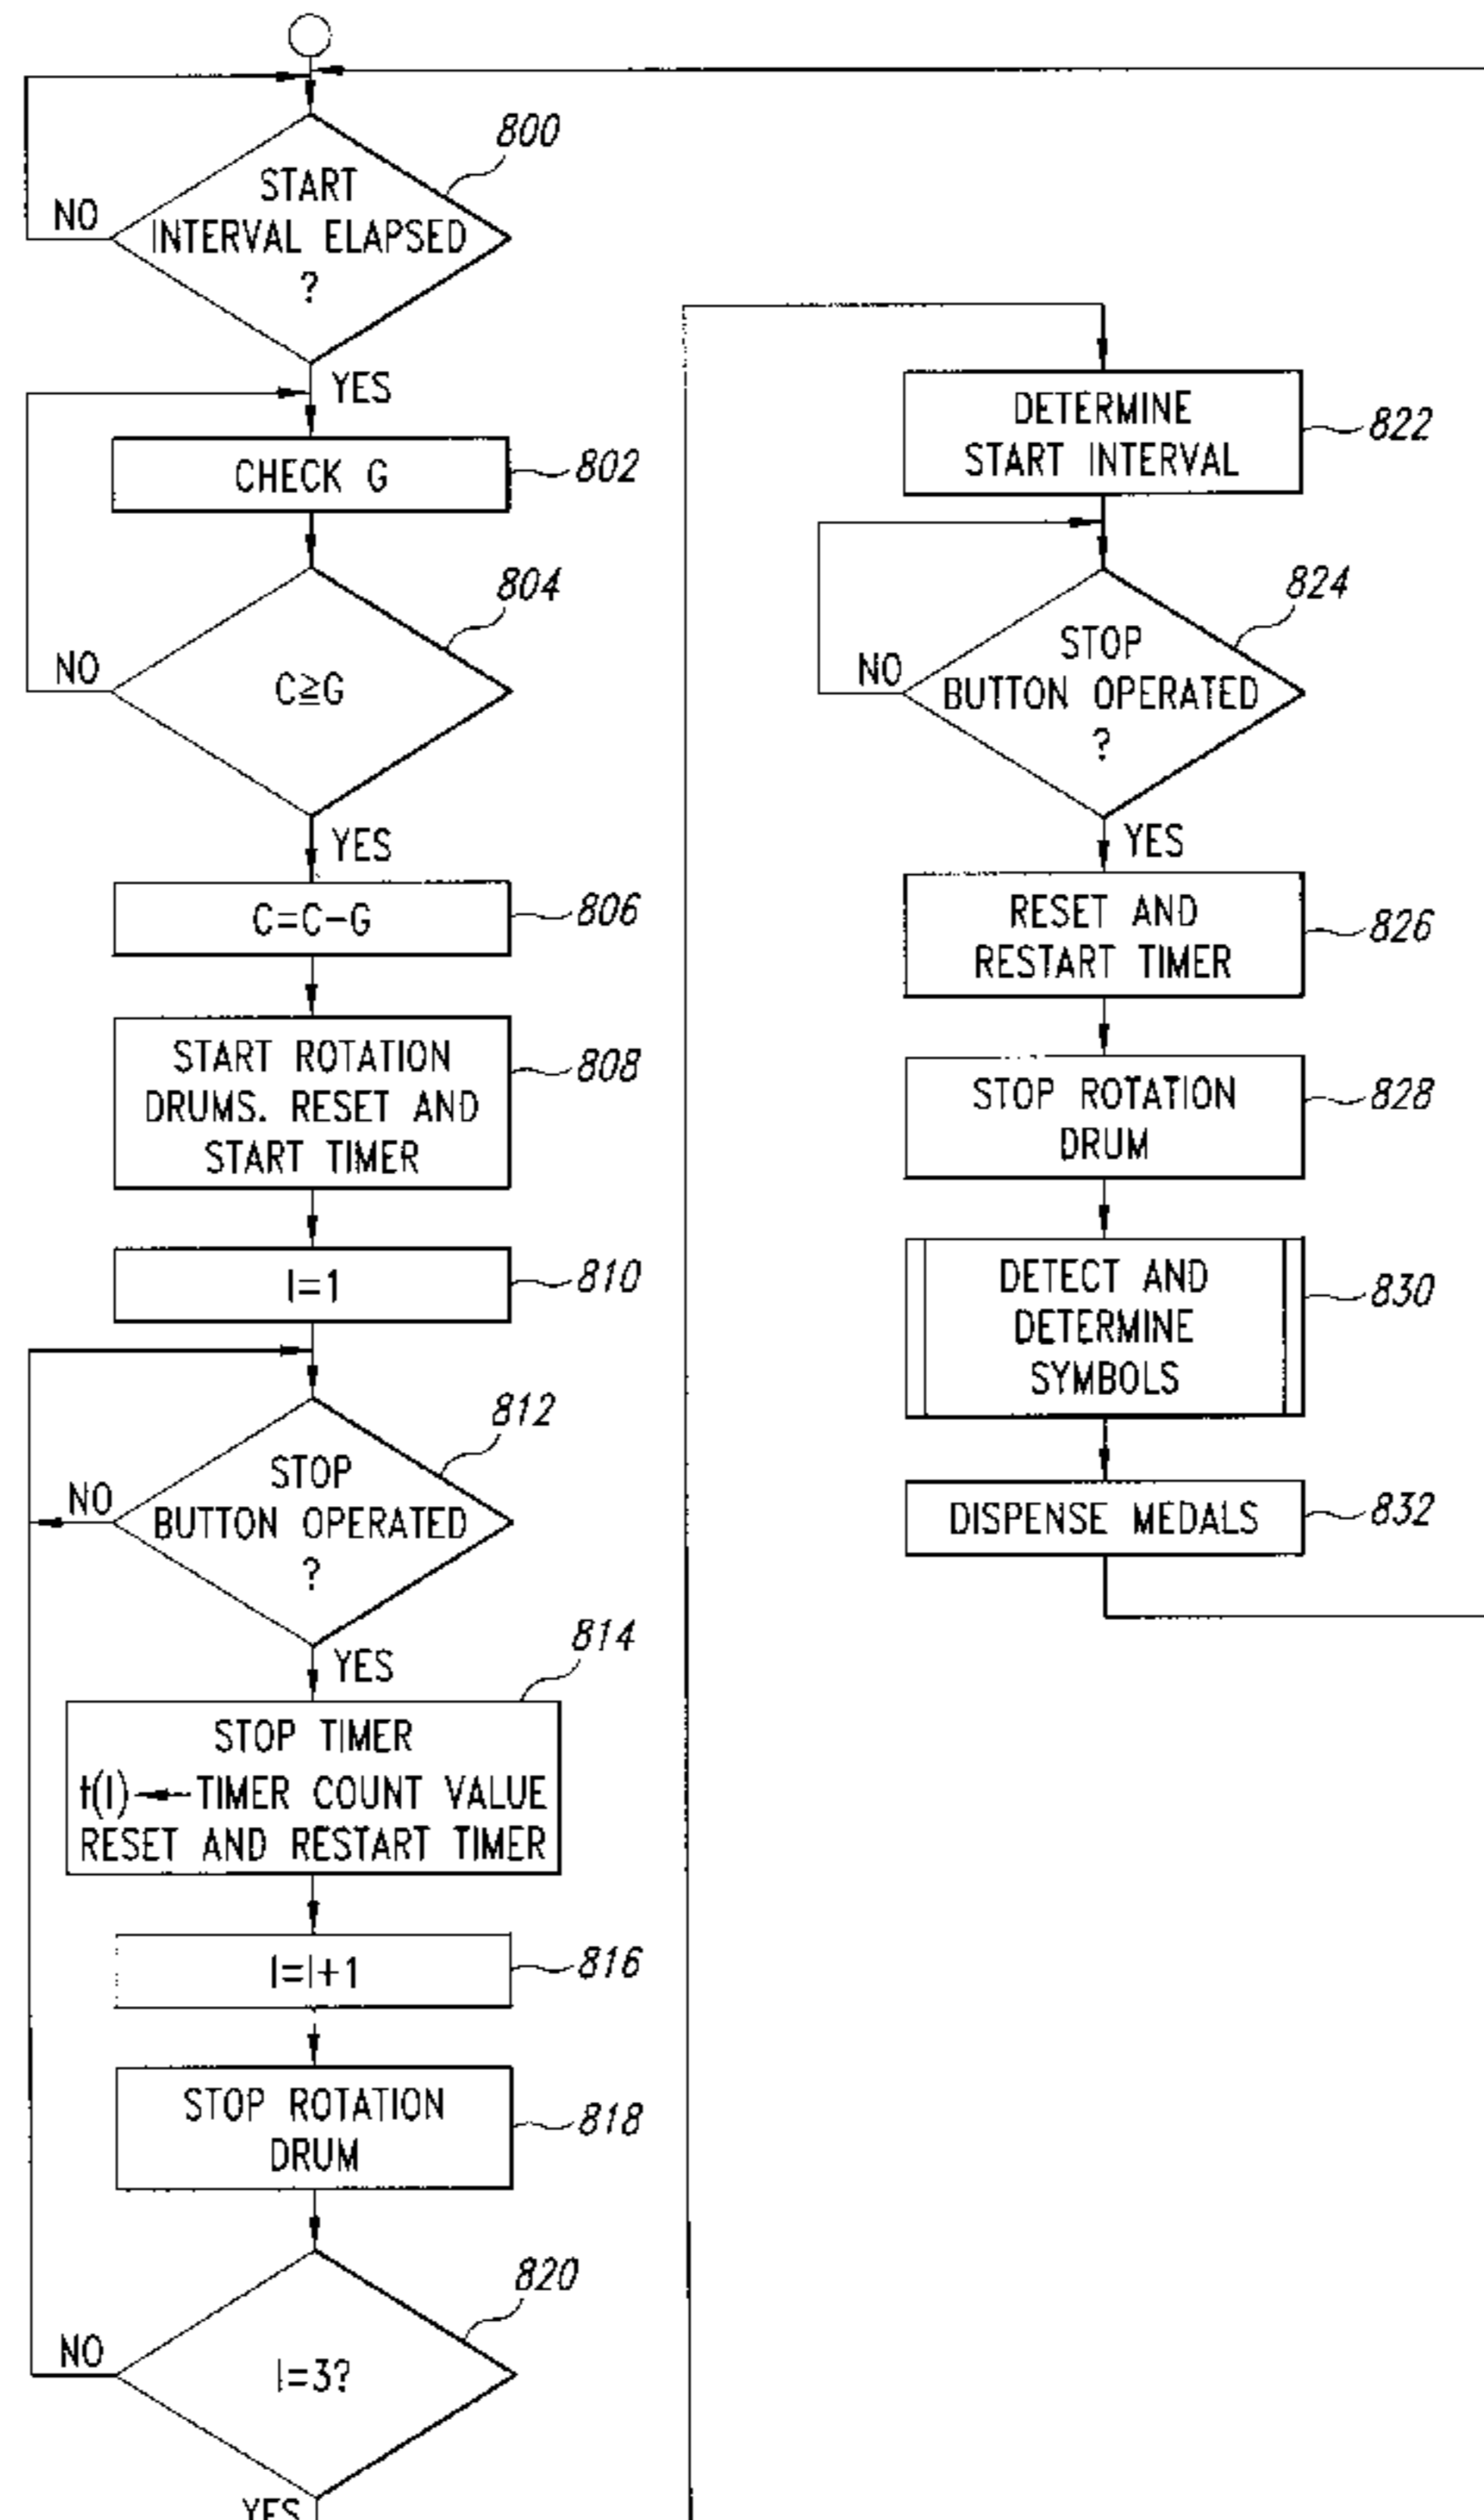 800
START
INTERVAL ELAPSED
?
NO
YES
CHECK G
802
804
C≧G
NO
YES
C=C-G
806
START ROTATION
DRUMS. RESET AND
START TIMER
808
I=1
810
812
STOP
BUTTON OPERATED
?
NO
YES
814
STOP TIMER
t(I)←TIMER COUNT VALUE
RESET AND RESTART TIMER
I=I+1
816
STOP ROTATION
DRUM
818
820
I=3?
NO
YES
DETERMINE
START INTERVAL
822
824
STOP
BUTTON OPERATED
?
NO
YES
RESET AND
RESTART TIMER
826
STOP ROTATION
DRUM
828
DETECT AND
DETERMINE
SYMBOLS
830
DISPENSE MEDALS
832